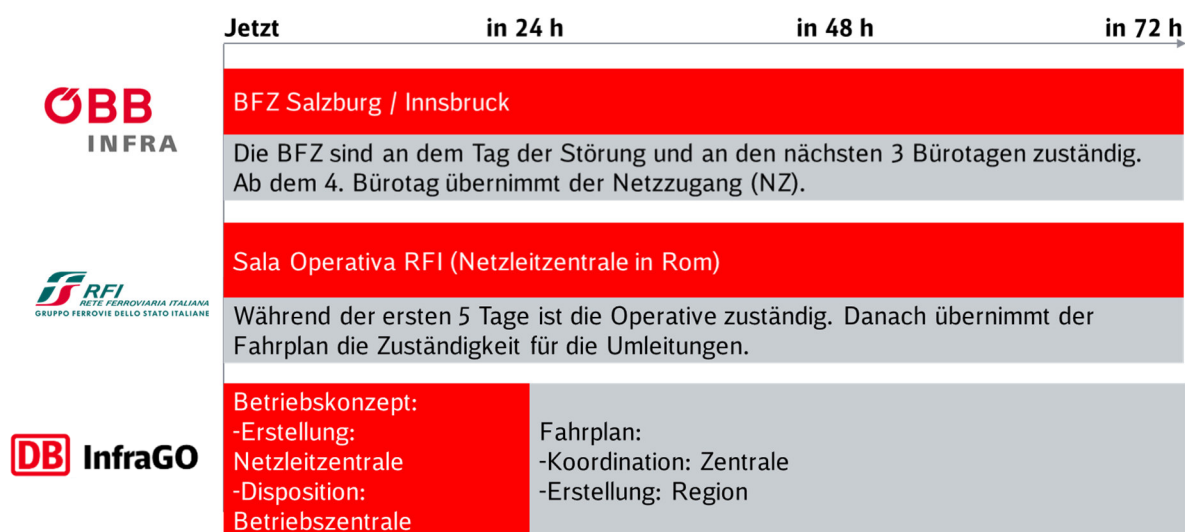 Jetzt in 24 h in 48 h in 72 h
ÖBB
INFRA
BFZ Salzburg / Innsbruck
Die BFZ sind an dem Tag der Störung und an den nächsten 3 Bürotagen zuständig.
Ab dem 4. Bürotag übernimmt der Netzzugang (NZ).
RFI
RETE FERROVIARIA ITALIANA
GRUPPO FERROVIE DELLO STATO ITALIANE
Sala Operativa RFI (Netzleitzentrale in Rom)
Während der ersten 5 Tage ist die Operative zuständig. Danach übernimmt der
Fahrplan die Zuständigkeit für die Umleitungen.
DB InfraGO
Betriebskonzept:
-Erstellung:
Netzleitzentrale
-Disposition:
Betriebszentrale
Fahrplan:
-Koordination: Zentrale
-Erstellung: Region